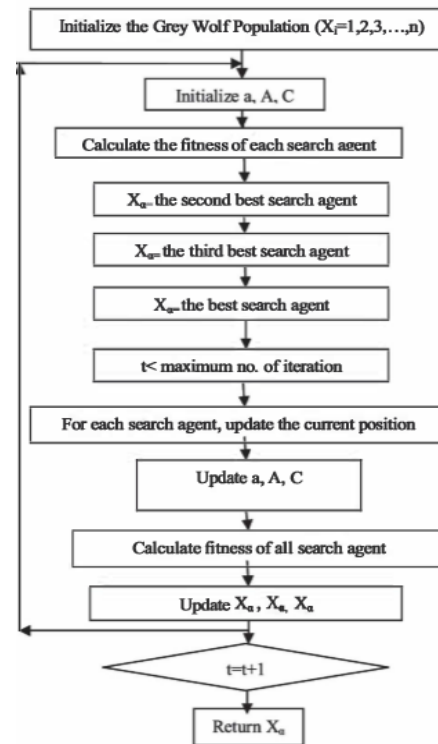 Initialize the Grey Wolf Population (Xi=1,2,3,…,n)
Initialize a, A, C
Calculate the fitness of each search agent
Xα= the second best search agent
Xα= the third best search agent
Xα= the best search agent
t< maximum no. of iteration
For each search agent, update the current position
Update a, A, C
Calculate fitness of all search agent
Update Xα , Xα, Xα
t=t+1
Return Xα